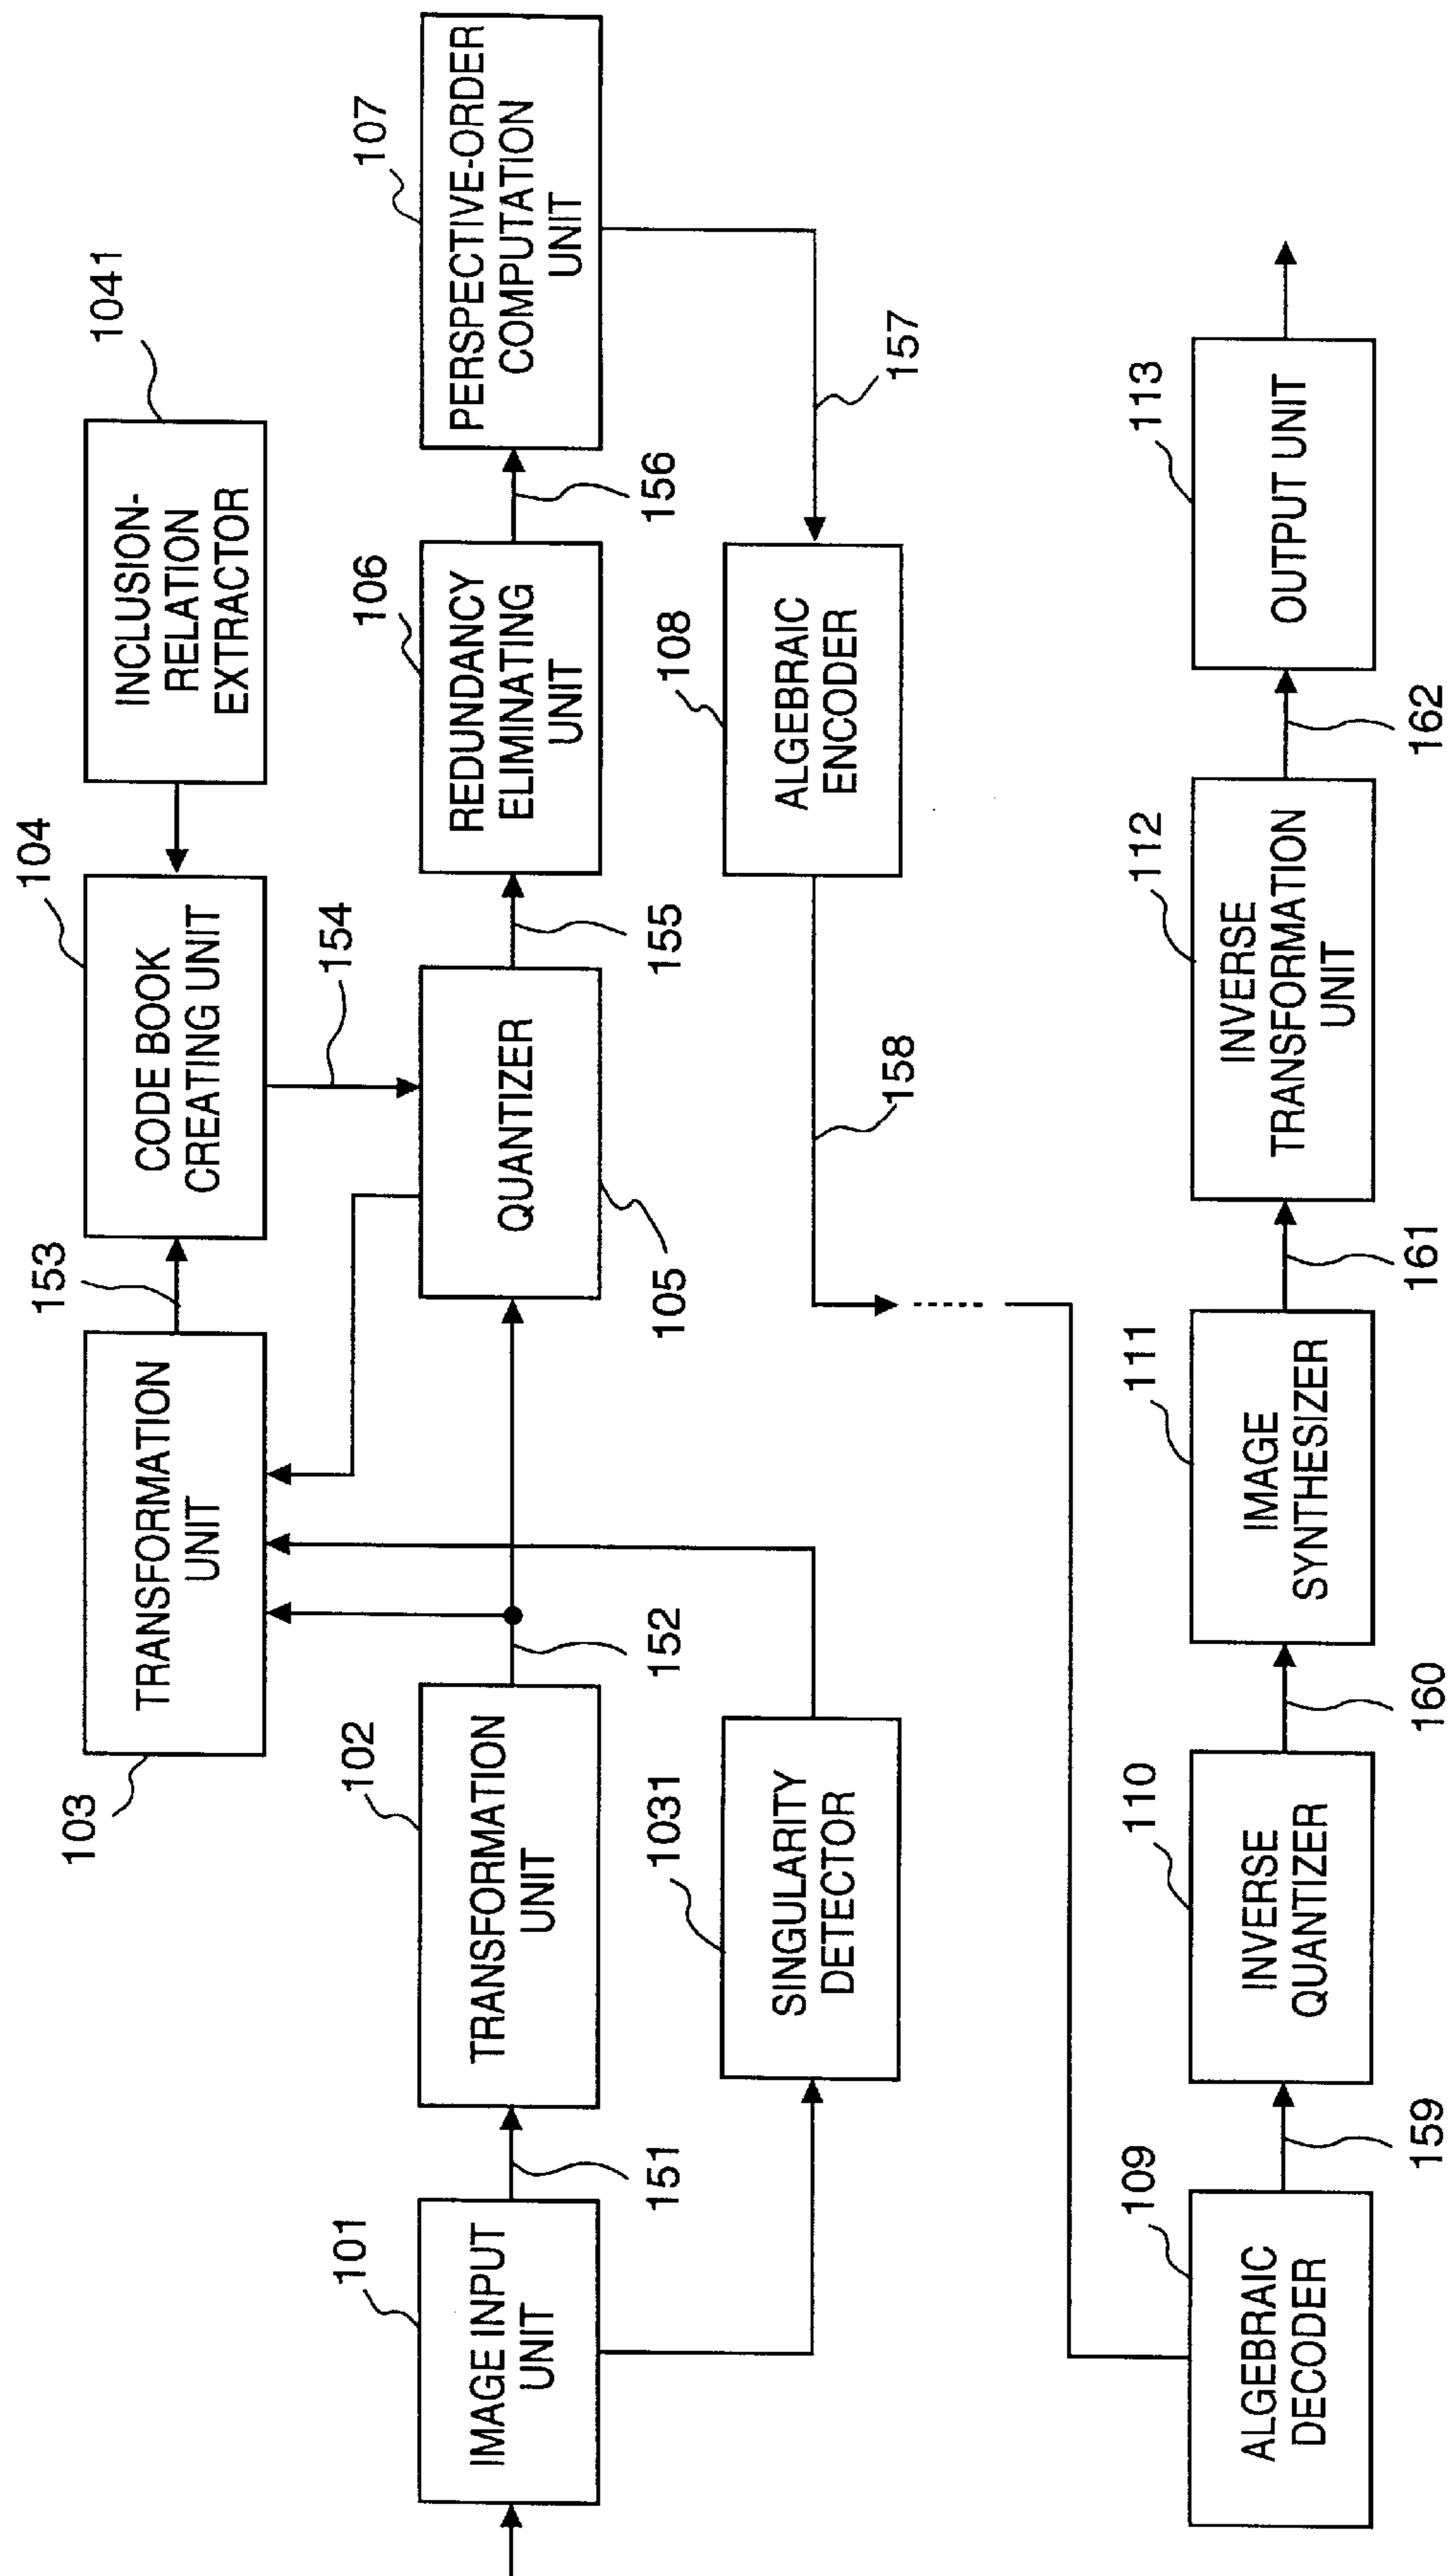 103
TRANSFORMATION
UNIT
153
104
CODE BOOK
CREATING UNIT
1041
INCLUSION-
RELATION
EXTRACTOR
154
101
IMAGE INPUT
UNIT
151
102
TRANSFORMATION
UNIT
152
QUANTIZER
105
155
106
REDUNDANCY
ELIMINATING
UNIT
156
107
PERSPECTIVE-ORDER
COMPUTATION
UNIT
1031
SINGULARITY
DETECTOR
158
108
ALGEBRAIC
ENCODER
157
109
ALGEBRAIC
DECODER
159
110
INVERSE
QUANTIZER
160
111
IMAGE
SYNTHESIZER
161
112
INVERSE
TRANSFORMATION
UNIT
162
113
OUTPUT UNIT